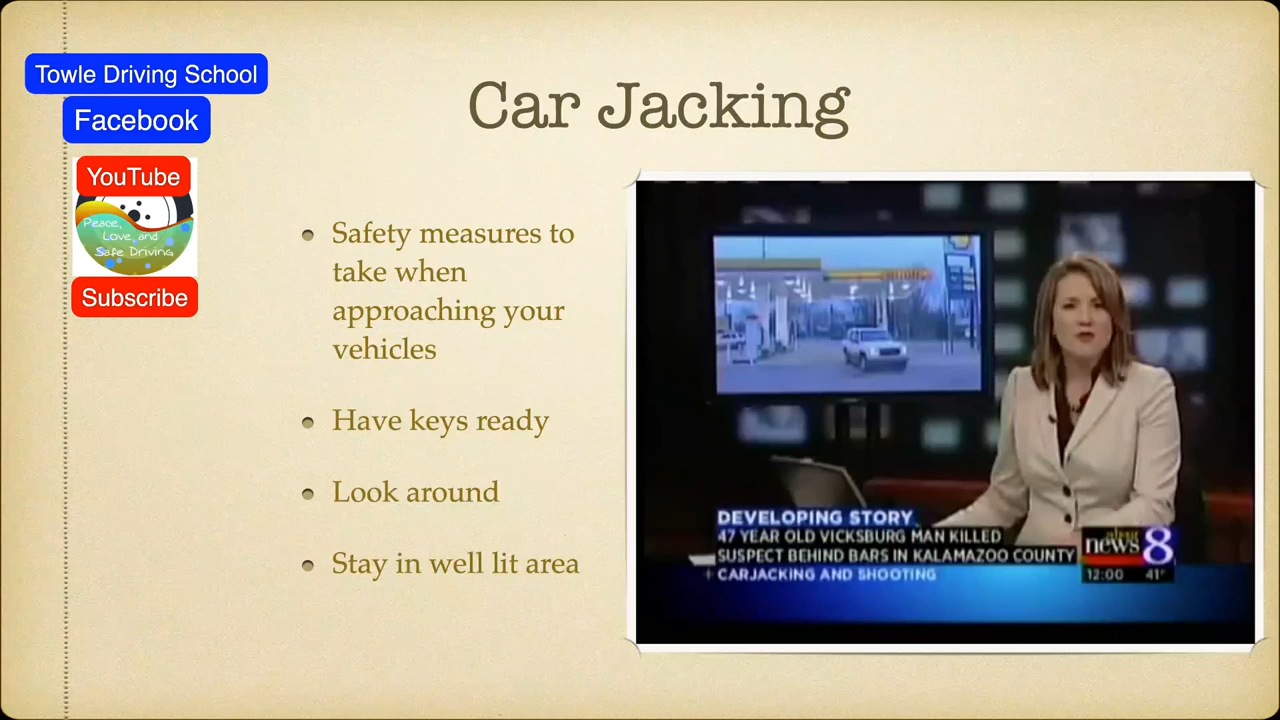 Towle Driving School
Facebook
YouTube
Peace,
Love, and
Safe Driving
Subscribe
Car Jacking
Safety measures to
take when
approaching your
vehicles
Have keys ready
Look around
Stay in well lit area
DEVELOPING STORY
47 YEAR OLD VICKSBURG MAN KILLED
SUSPECT BEHIND BARS IN KALAMAZOO COUNTY
CARJACKING AND SHOOTING
news 8
12:00 41°